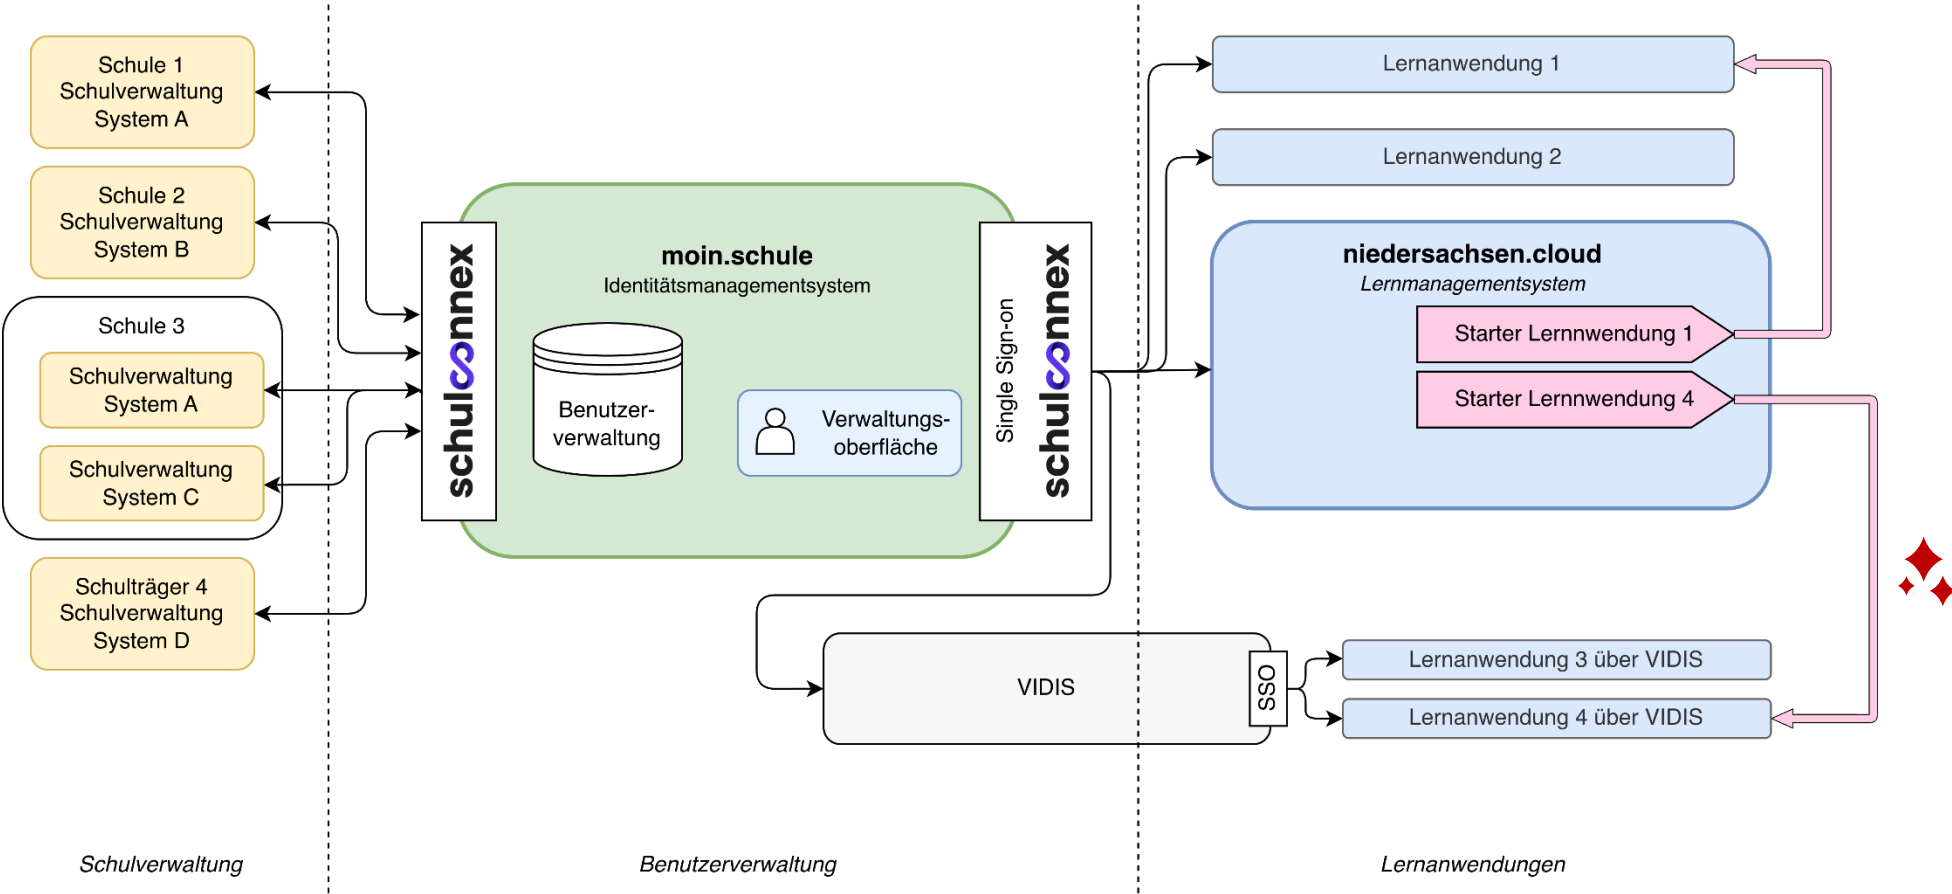 Schule 1
Schulverwaltung
System A
Schule 2
Schulverwaltung
System B
Schule 3
Schulverwaltung
System A
Schulverwaltung
System C
Schulträger 4
Schulverwaltung
System D
schulconnex
moin.schule
Identitätsmanagementsystem
Benutzer-
verwaltung
Verwaltungs-
oberfläche
Single Sign-on
schulconnex
Lernanwendung 1
Lernanwendung 2
niedersachsen.cloud
Lernmanagementsystem
Starter Lernnwendung 1
Starter Lernnwendung 4
VIDIS
SSO
Lernanwendung 3 über VIDIS
Lernanwendung 4 über VIDIS
Schulverwaltung
Benutzerverwaltung
Lernanwendungen